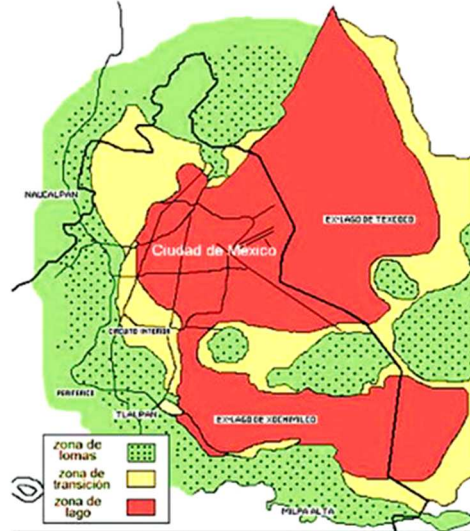 NAUCALPAN
EX-LAGO DE TEXCOCO
Ciudad de México
CIRCUITO INTERIOR
PERIFERICO
TLALPAN
EX-LAGO DE XOCHIMILCO
MILPA ALTA
zona de
lomas
zona de
transición
zona de
lago